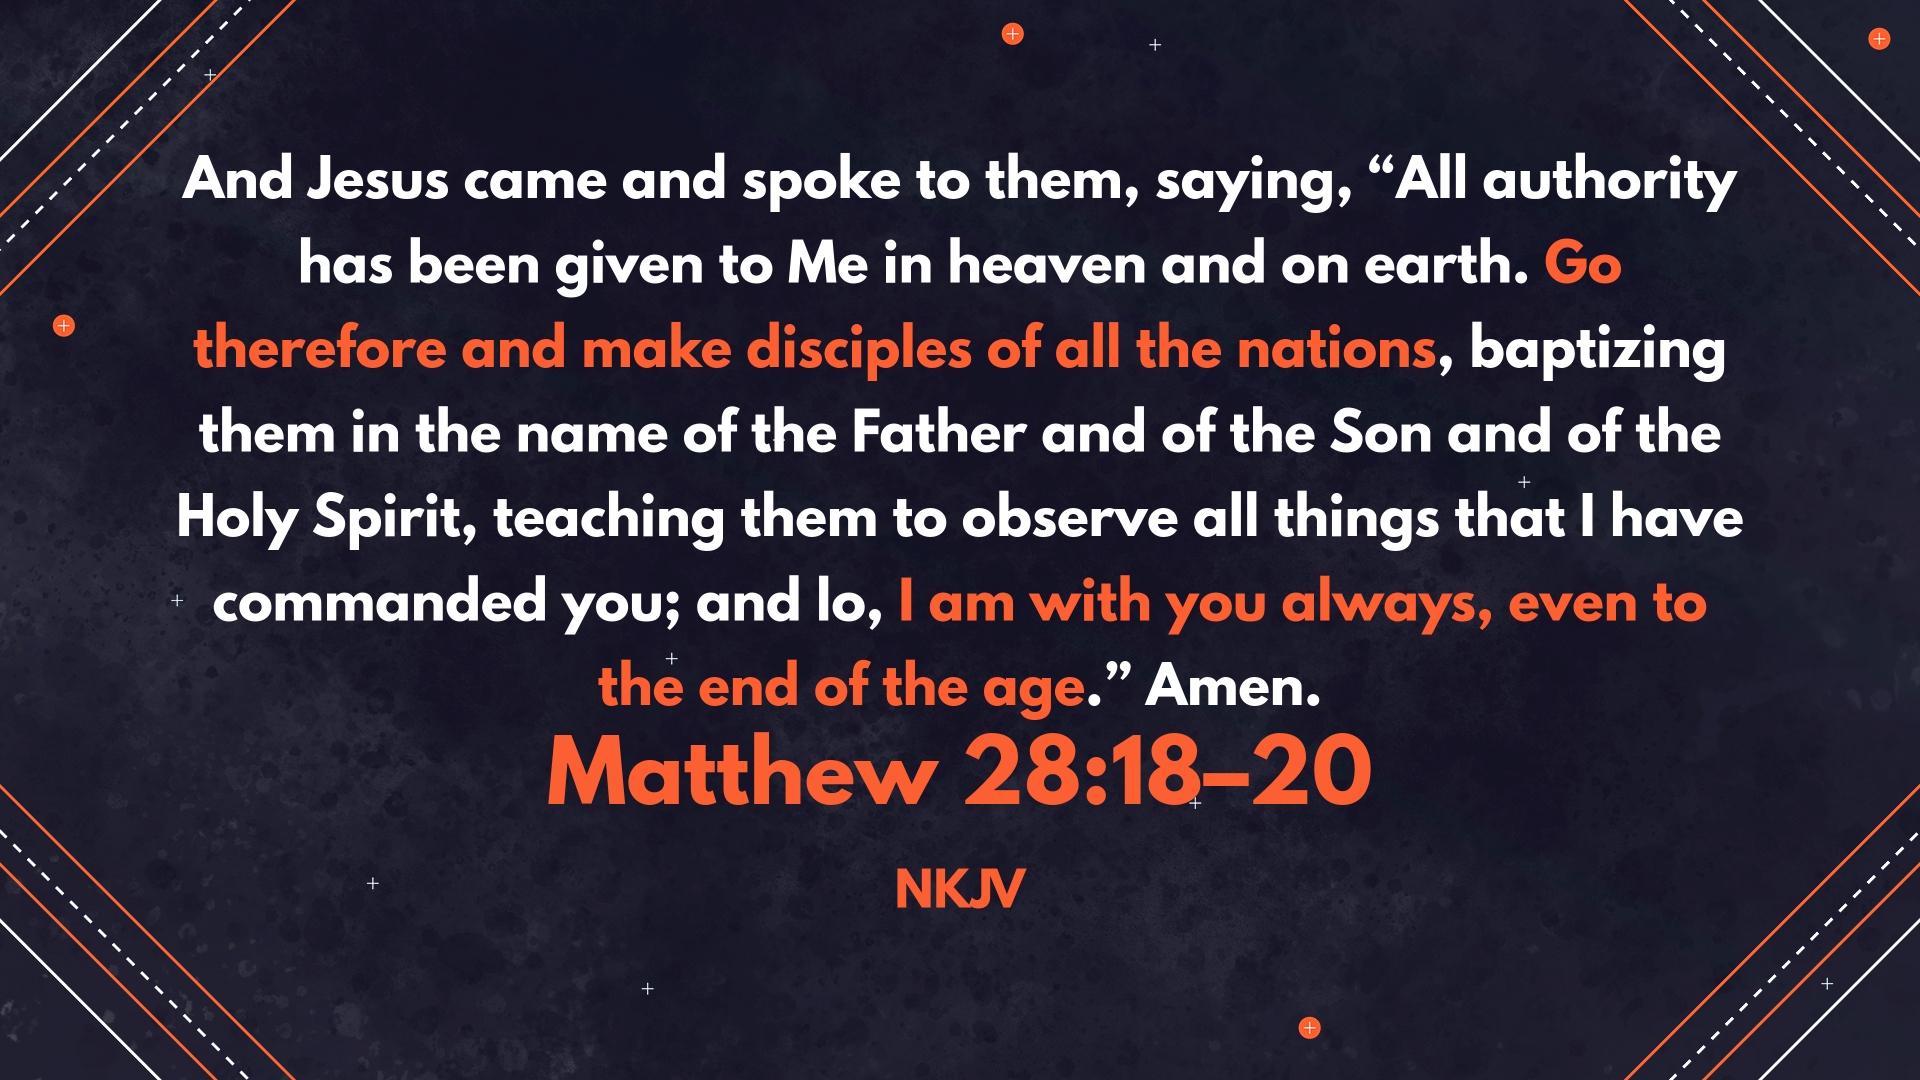 And Jesus came and spoke to them, saying, “All authority
has been given to Me in heaven and on earth. Go
therefore and make disciples of all the nations, baptizing
them in the name of the Father and of the Son and of the
Holy Spirit, teaching them to observe all things that I have
commanded you; and lo, I am with you always, even to
the end of the age.” Amen.
Matthew 28:18–20
NKJV